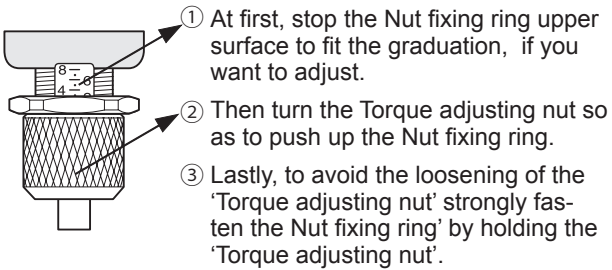 ① At first, stop the Nut fixing ring upper
surface to fit the graduation, if you
want to adjust.
② Then turn the Torque adjusting nut so
as to push up the Nut fixing ring.
③ Lastly, to avoid the loosening of the
‘Torque adjusting nut’ strongly fas-
ten the Nut fixing ring’ by holding the
‘Torque adjusting nut’.
8
6
4